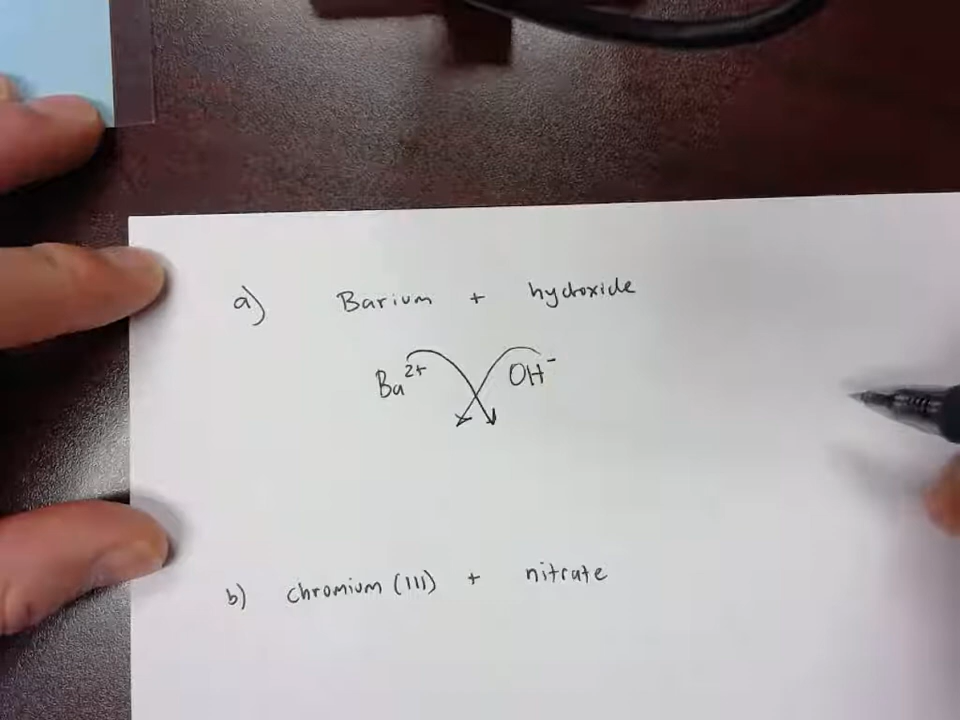 a) Barium + hydroxide
Ba²⁺ OH⁻
b) chromium (III) + nitrate